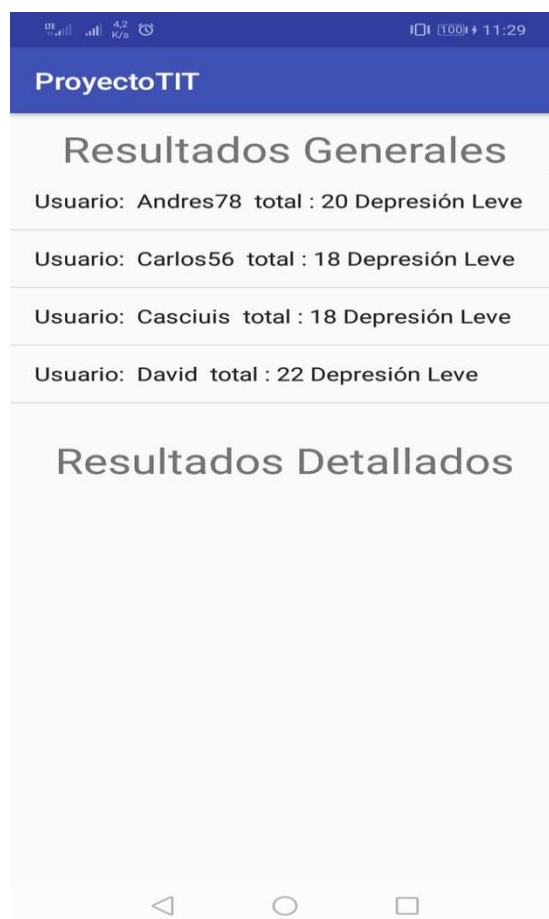 LTE 4,2 K/s 100 11:29
ProyectoTIT
Resultados Generales
Usuario: Andres78 total : 20 Depresión Leve
Usuario: Carlos56 total : 18 Depresión Leve
Usuario: Casciuis total : 18 Depresión Leve
Usuario: David total : 22 Depresión Leve
Resultados Detallados